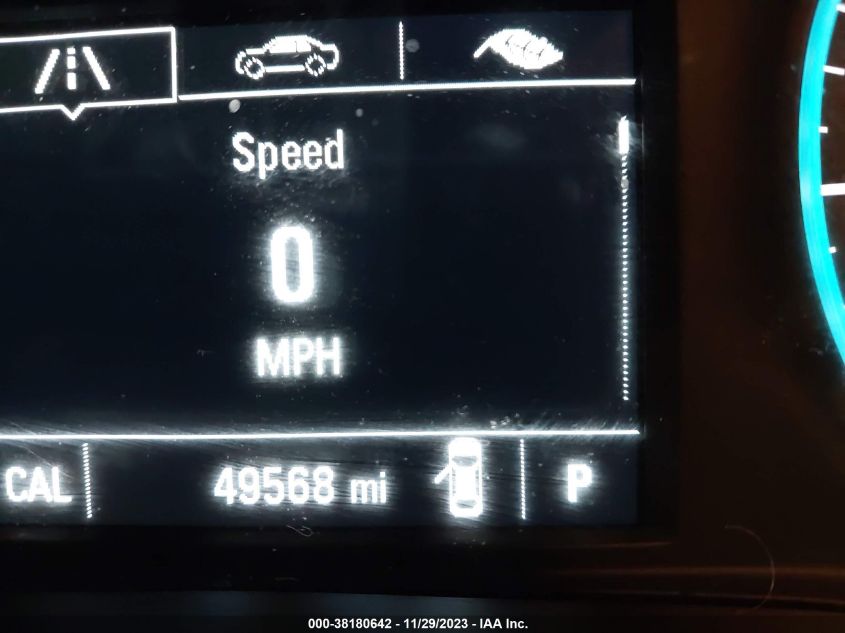 Speed
0
MPH
CAL 49568 mi P
000-38180642 - 11/29/2023 - IAA Inc.